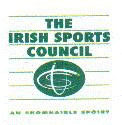 THE
IRISH SPORTS
COUNCIL
AN CHOMHAIRLE SPÓIRT